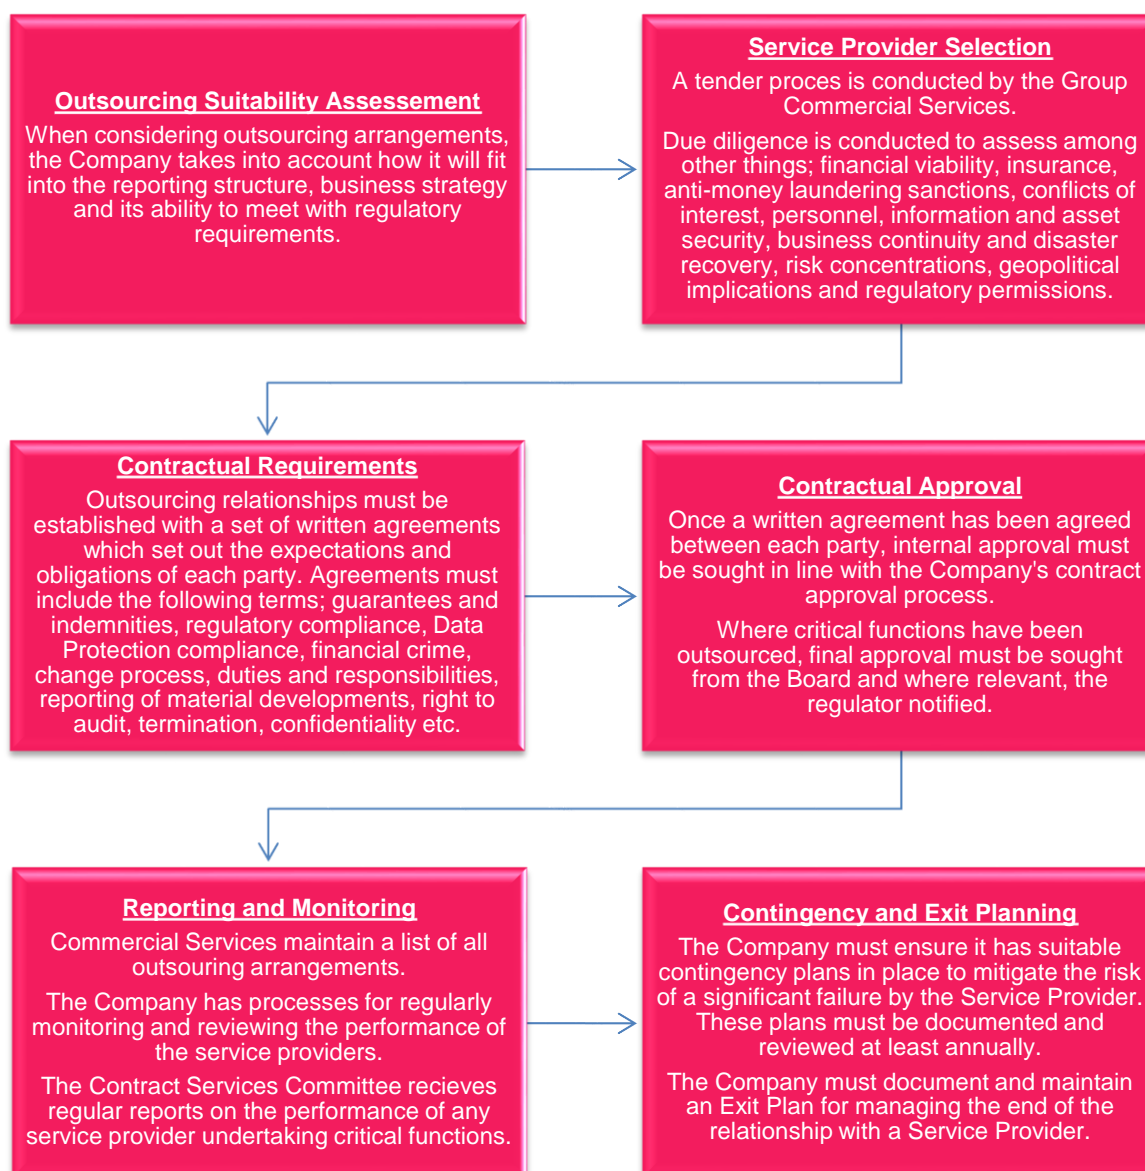 Outsourcing Suitability Assessement
When considering outsourcing arrangements,
the Company takes into account how it will fit
into the reporting structure, business strategy
and its ability to meet with regulatory
requirements.
Service Provider Selection
A tender proces is conducted by the Group
Commercial Services.
Due diligence is conducted to assess among
other things; financial viability, insurance,
anti-money laundering sanctions, conflicts of
interest, personnel, information and asset
security, business continuity and disaster
recovery, risk concentrations, geopolitical
implications and regulatory permissions.
Contractual Requirements
Outsourcing relationships must be
established with a set of written agreements
which set out the expectations and
obligations of each party. Agreements must
include the following terms; guarantees and
indemnities, regulatory compliance, Data
Protection compliance, financial crime,
change process, duties and responsibilities,
reporting of material developments, right to
audit, termination, confidentiality etc.
Contractual Approval
Once a written agreement has been agreed
between each party, internal approval must
be sought in line with the Company's contract
approval process.
Where critical functions have been
outsourced, final approval must be sought
from the Board and where relevant, the
regulator notified.
Reporting and Monitoring
Commercial Services maintain a list of all
outsouring arrangements.
The Company has processes for regularly
monitoring and reviewing the performance of
the service providers.
The Contract Services Committee recieves
regular reports on the performance of any
service provider undertaking critical functions.
Contingency and Exit Planning
The Company must ensure it has suitable
contingency plans in place to mitigate the risk
of a significant failure by the Service Provider.
These plans must be documented and
reviewed at least annually.
The Company must document and maintain
an Exit Plan for managing the end of the
relationship with a Service Provider.